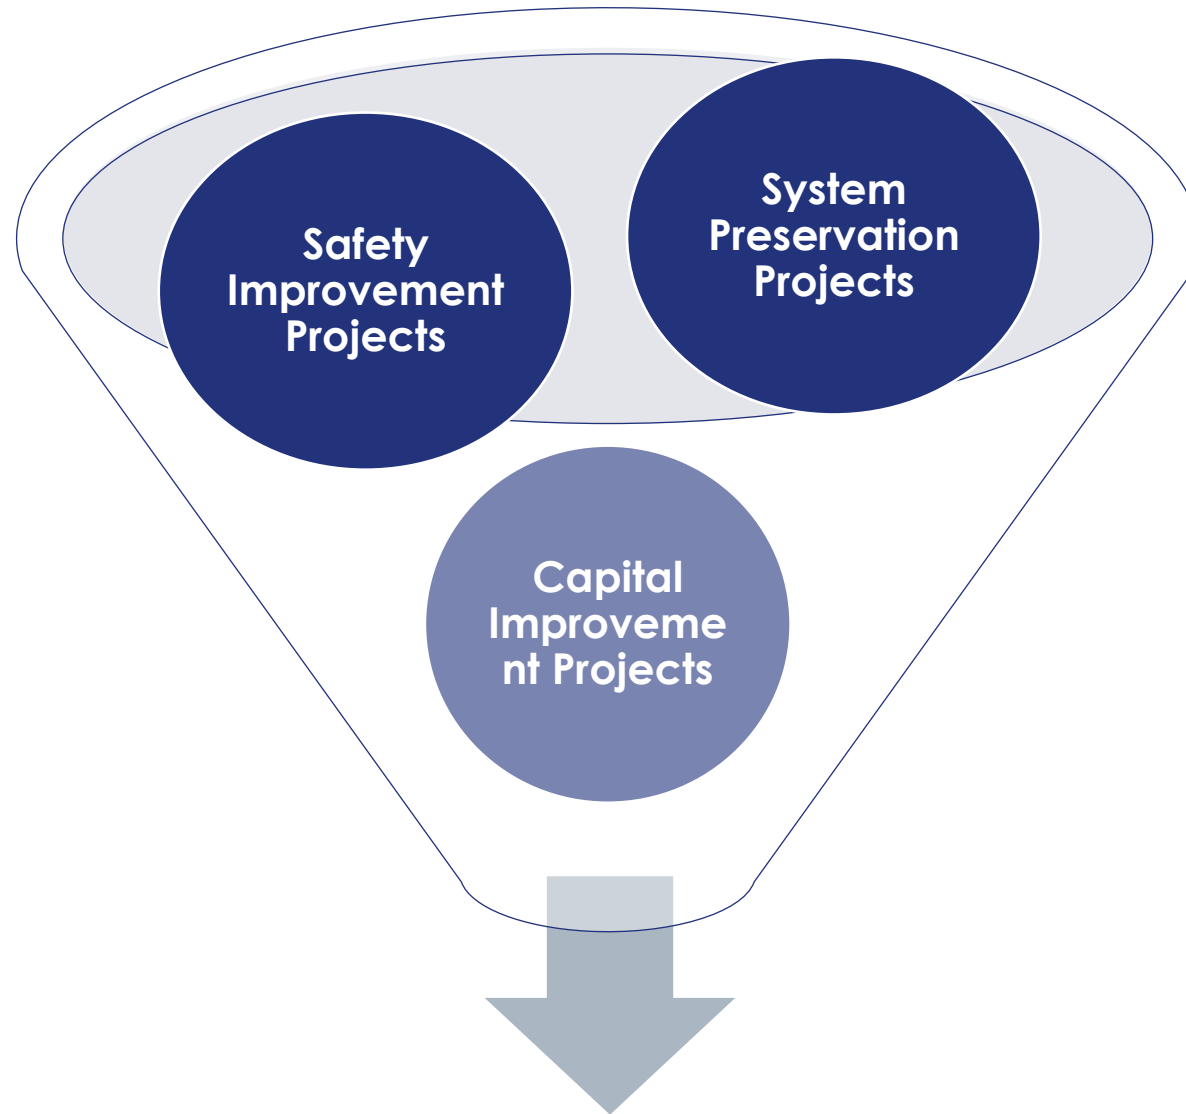 Safety
Improvement
Projects
System
Preservation
Projects
Capital
Improveme
nt Projects